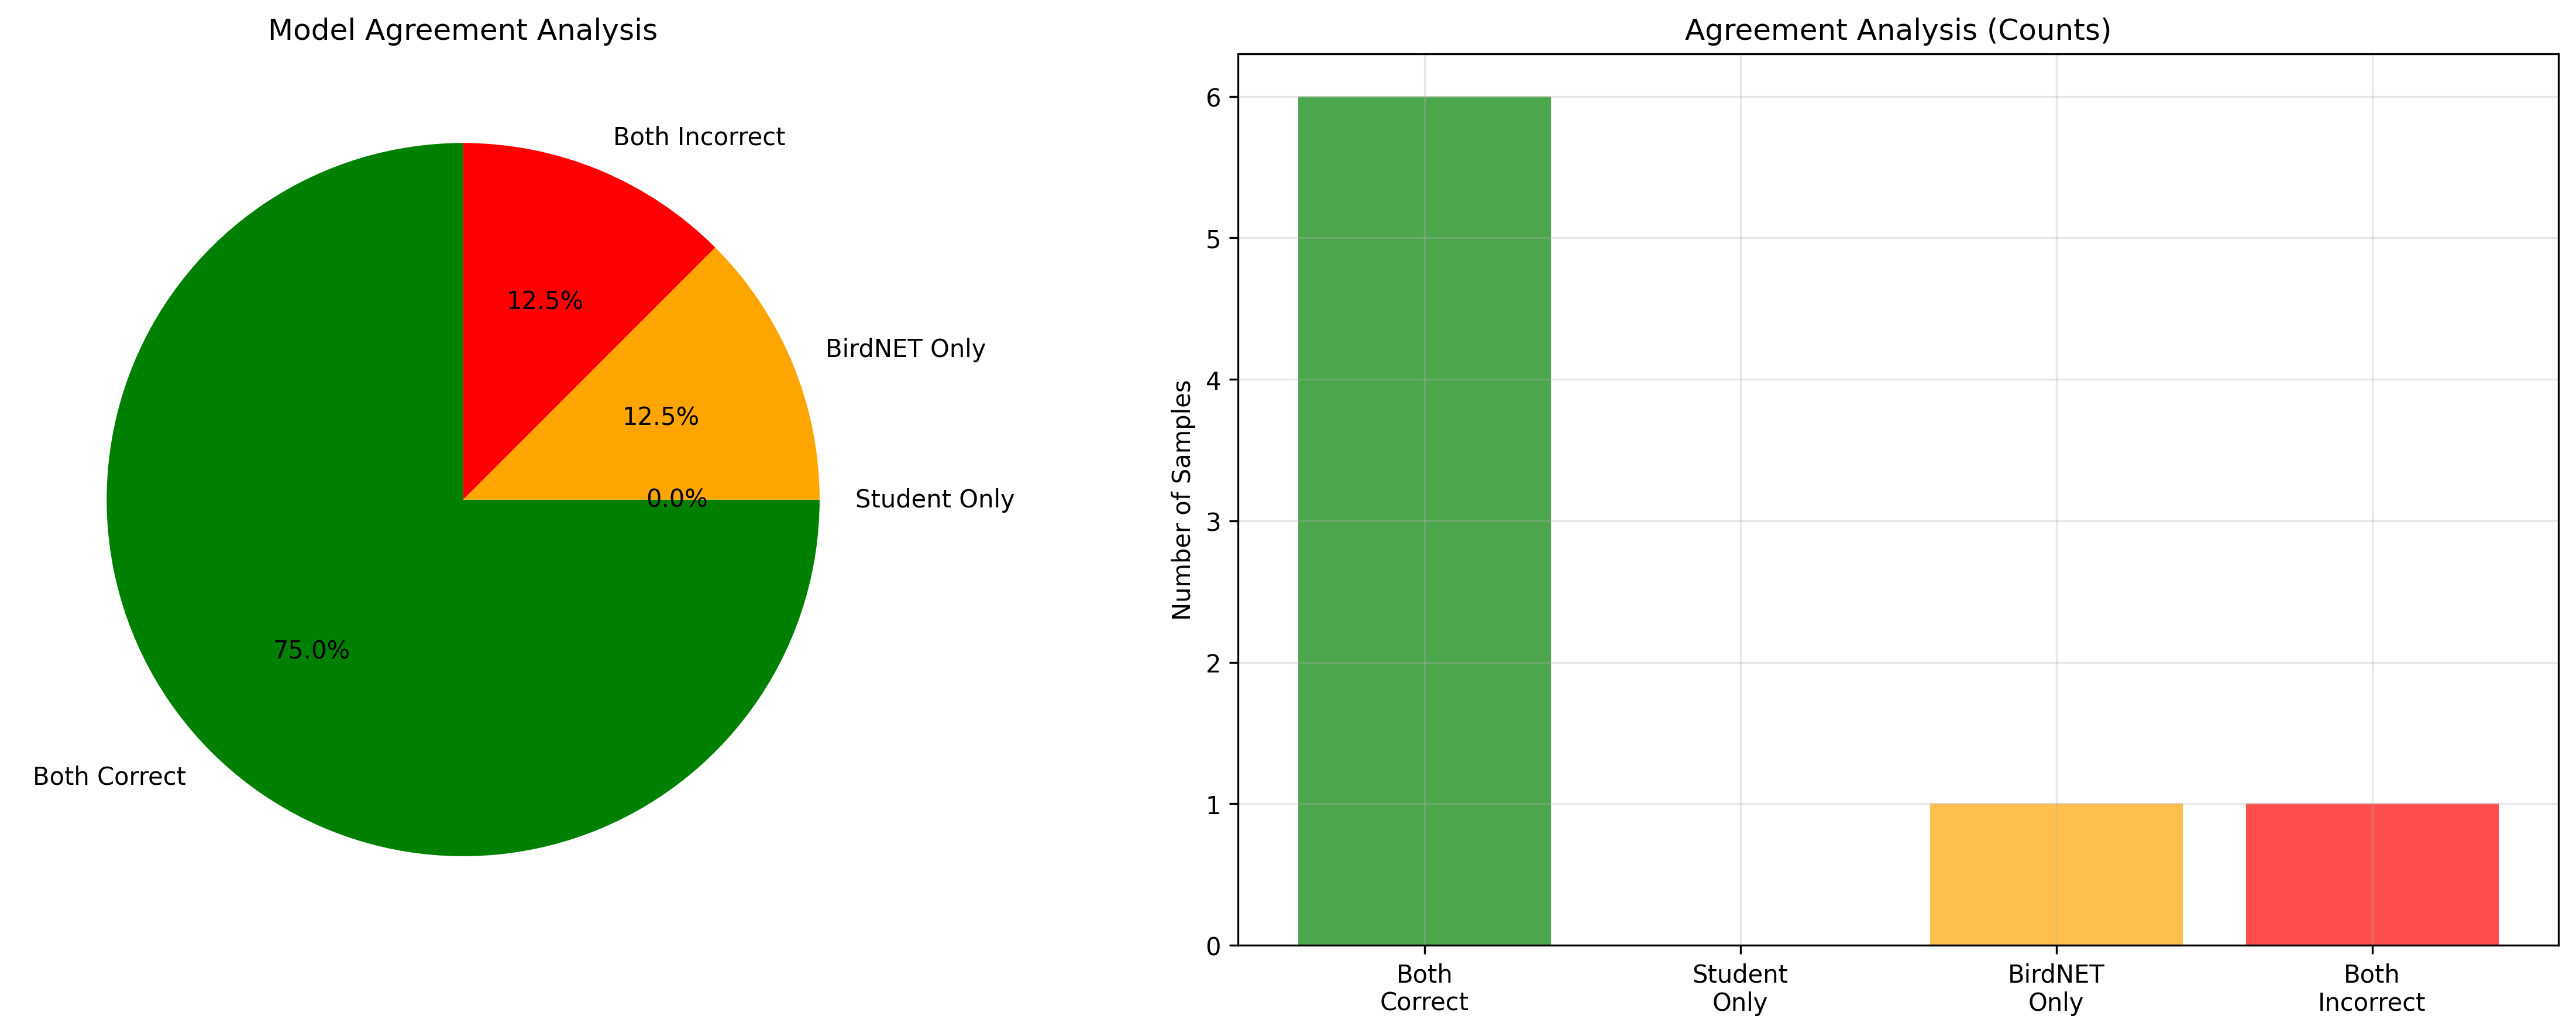 Model Agreement Analysis
Both Incorrect
12.5%
BirdNET Only
12.5%
0.0%
Student Only
75.0%
Both Correct
Agreement Analysis (Counts)
Number of Samples
6
5
4
3
2
1
0
Both
Correct
Student
Only
BirdNET
Only
Both
Incorrect